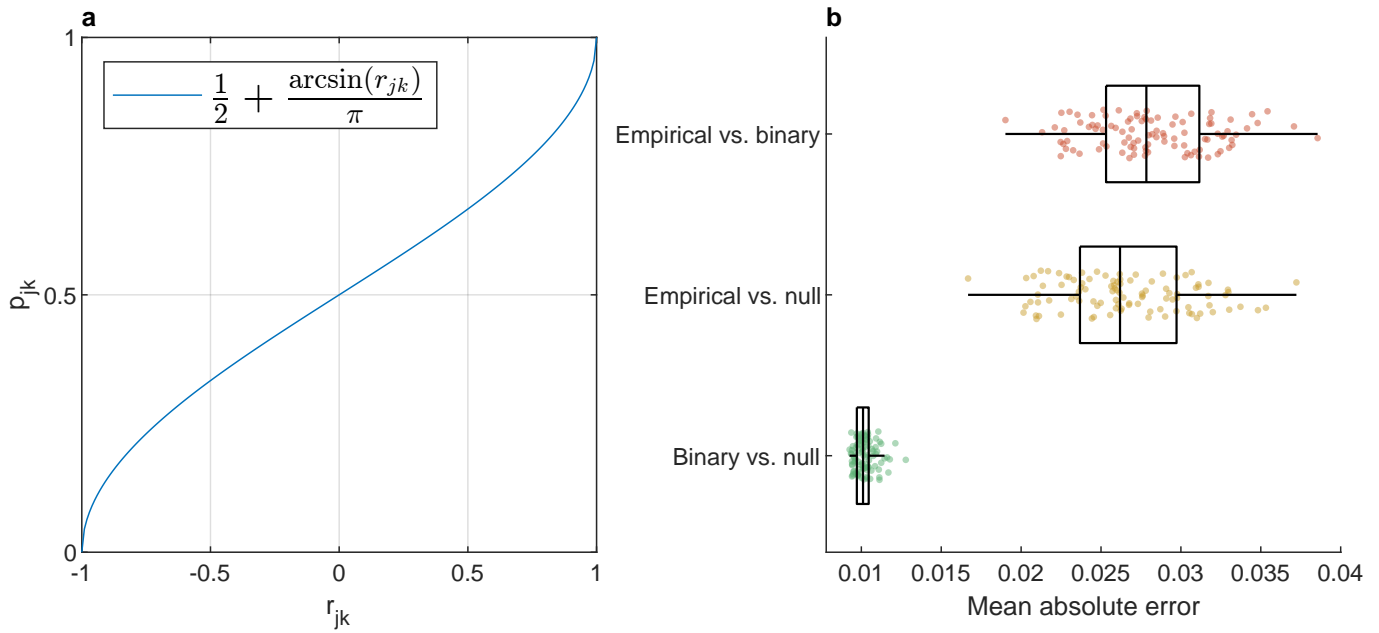 a
1
1/2 + arcsin(r_jk)/π
0.5
p_jk
0
-1 -0.5 0 0.5 1
r_jk
b
Empirical vs. binary
Empirical vs. null
Binary vs. null
0.01 0.015 0.02 0.025 0.03 0.035 0.04
Mean absolute error